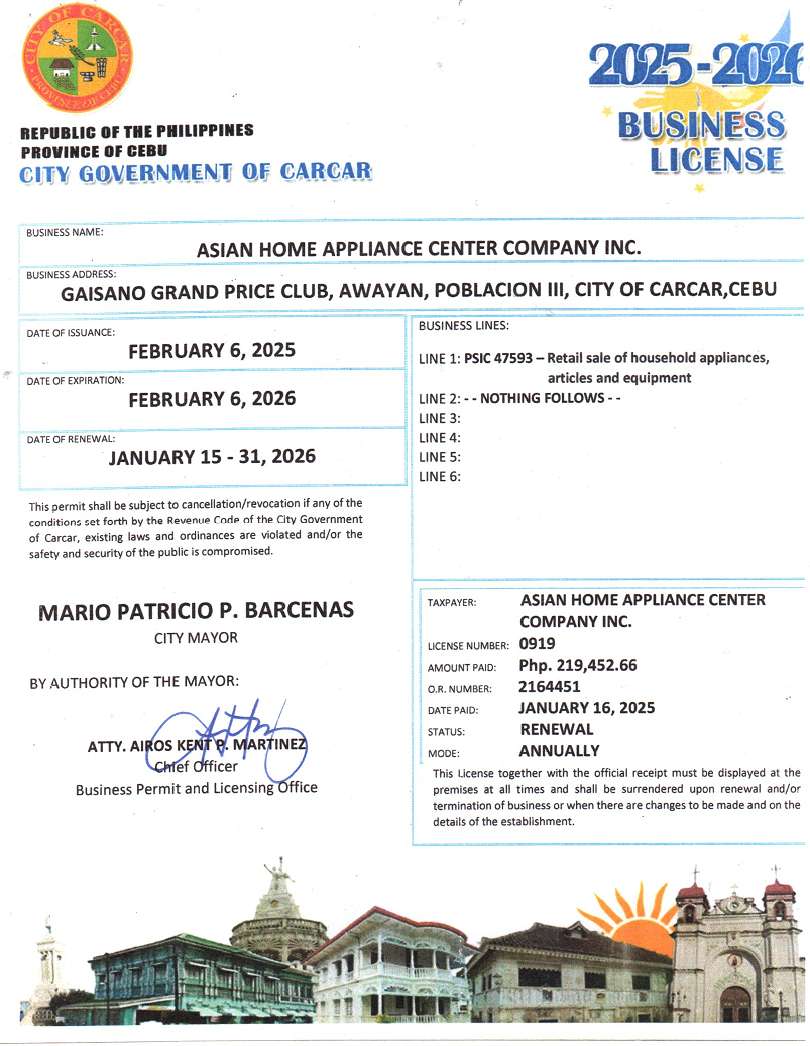 CITY OF CARCAR
PROVINCE OF CEBU
2025-2026
BUSINESS
LICENSE
REPUBLIC OF THE PHILIPPINES
PROVINCE OF CEBU
CITY GOVERNMENT OF CARCAR
BUSINESS NAME:
ASIAN HOME APPLIANCE CENTER COMPANY INC.
BUSINESS ADDRESS:
GAISANO GRAND PRICE CLUB, AWAYAN, POBLACION III, CITY OF CARCAR,CEBU
DATE OF ISSUANCE:
FEBRUARY 6, 2025
DATE OF EXPIRATION:
FEBRUARY 6, 2026
DATE OF RENEWAL:
JANUARY 15 - 31, 2026
This permit shall be subject to cancellation/revocation if any of the
conditions set forth by the Revenue Code of the City Government
of Carcar, existing laws and ordinances are violated and/or the
safety and security of the public is compromised.
MARIO PATRICIO P. BARCENAS
CITY MAYOR
BY AUTHORITY OF THE MAYOR:
ATTY. AIROS KENT P. MARTINEZ
Chief Officer
Business Permit and Licensing Office
BUSINESS LINES:
LINE 1: PSIC 47593 – Retail sale of household appliances,
articles and equipment
LINE 2: - - NOTHING FOLLOWS - -
LINE 3:
LINE 4:
LINE 5:
LINE 6:
TAXPAYER: ASIAN HOME APPLIANCE CENTER
COMPANY INC.
LICENSE NUMBER: 0919
AMOUNT PAID: Php. 219,452.66
O.R. NUMBER: 2164451
DATE PAID: JANUARY 16, 2025
STATUS: RENEWAL
MODE: ANNUALLY
This License together with the official receipt must be displayed at the
premises at all times and shall be surrendered upon renewal and/or
termination of business or when there are changes to be made and on the
details of the establishment.